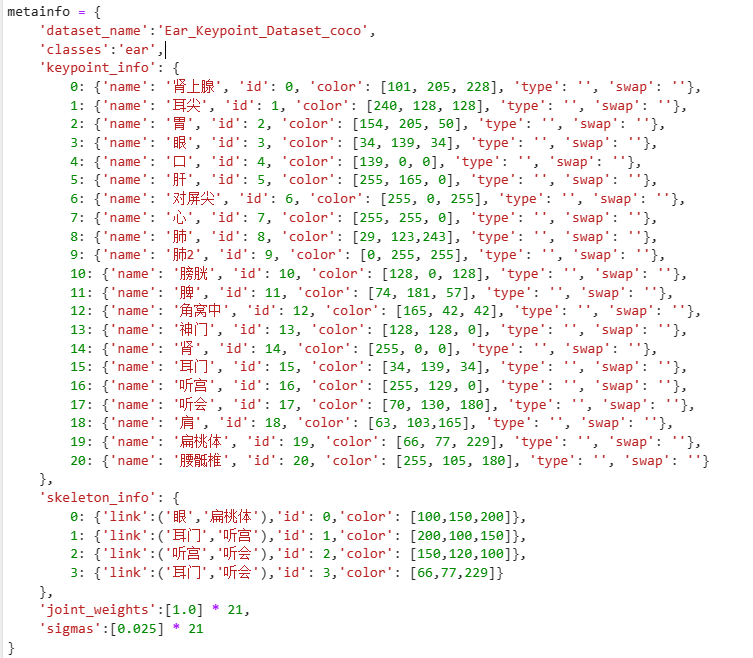 metainfo = {
    'dataset_name':'Ear_Keypoint_Dataset_coco',
    'classes':'ear',
    'keypoint_info': {
        0: {'name': '肾上腺', 'id': 0, 'color': [101, 205, 228], 'type': '', 'swap': ''},
        1: {'name': '耳尖', 'id': 1, 'color': [240, 128, 128], 'type': '', 'swap': ''},
        2: {'name': '胃', 'id': 2, 'color': [154, 205, 50], 'type': '', 'swap': ''},
        3: {'name': '眼', 'id': 3, 'color': [34, 139, 34], 'type': '', 'swap': ''},
        4: {'name': '口', 'id': 4, 'color': [139, 0, 0], 'type': '', 'swap': ''},
        5: {'name': '肝', 'id': 5, 'color': [255, 165, 0], 'type': '', 'swap': ''},
        6: {'name': '对屏尖', 'id': 6, 'color': [255, 0, 255], 'type': '', 'swap': ''},
        7: {'name': '心', 'id': 7, 'color': [255, 255, 0], 'type': '', 'swap': ''},
        8: {'name': '肺', 'id': 8, 'color': [29, 123,243], 'type': '', 'swap': ''},
        9: {'name': '肺2', 'id': 9, 'color': [0, 255, 255], 'type': '', 'swap': ''},
        10: {'name': '膀胱', 'id': 10, 'color': [128, 0, 128], 'type': '', 'swap': ''},
        11: {'name': '脾', 'id': 11, 'color': [74, 181, 57], 'type': '', 'swap': ''},
        12: {'name': '角窝中', 'id': 12, 'color': [165, 42, 42], 'type': '', 'swap': ''},
        13: {'name': '神门', 'id': 13, 'color': [128, 128, 0], 'type': '', 'swap': ''},
        14: {'name': '肾', 'id': 14, 'color': [255, 0, 0], 'type': '', 'swap': ''},
        15: {'name': '耳门', 'id': 15, 'color': [34, 139, 34], 'type': '', 'swap': ''},
        16: {'name': '听宫', 'id': 16, 'color': [255, 129, 0], 'type': '', 'swap': ''},
        17: {'name': '听会', 'id': 17, 'color': [70, 130, 180], 'type': '', 'swap': ''},
        18: {'name': '肩', 'id': 18, 'color': [63, 103,165], 'type': '', 'swap': ''},
        19: {'name': '扁桃体', 'id': 19, 'color': [66, 77, 229], 'type': '', 'swap': ''},
        20: {'name': '腰骶椎', 'id': 20, 'color': [255, 105, 180], 'type': '', 'swap': ''}
    },
    'skeleton_info': {
        0: {'link':('眼','扁桃体'),'id': 0,'color': [100,150,200]},
        1: {'link':('耳门','听宫'),'id': 1,'color': [200,100,150]},
        2: {'link':('听宫','听会'),'id': 2,'color': [150,120,100]},
        3: {'link':('耳门','听会'),'id': 3,'color': [66,77,229]}
    },
    'joint_weights':[1.0] * 21,
    'sigmas':[0.025] * 21
}